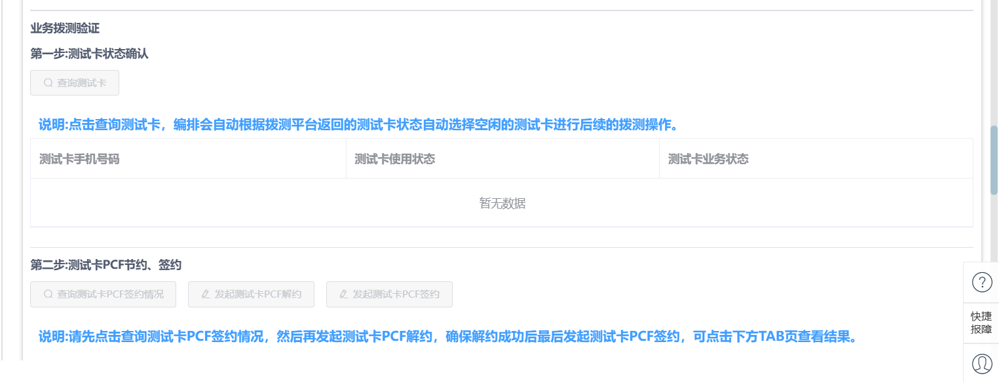 业务拨测验证
第一步:测试卡状态确认
查询测试卡
说明:点击查询测试卡，编排会自动根据拨测平台返回的测试卡状态自动选择空闲的测试卡进行后续的拨测操作。
测试卡手机号码 测试卡使用状态 测试卡业务状态
暂无数据
第二步:测试卡PCF节约、签约
查询测试卡PCF签约情况 发起测试卡PCF解约 发起测试卡PCF签约
说明:请先点击查询测试卡PCF签约情况，然后再发起测试卡PCF解约，确保解约成功后最后发起测试卡PCF签约，可点击下方TAB页查看结果。
快捷
报障